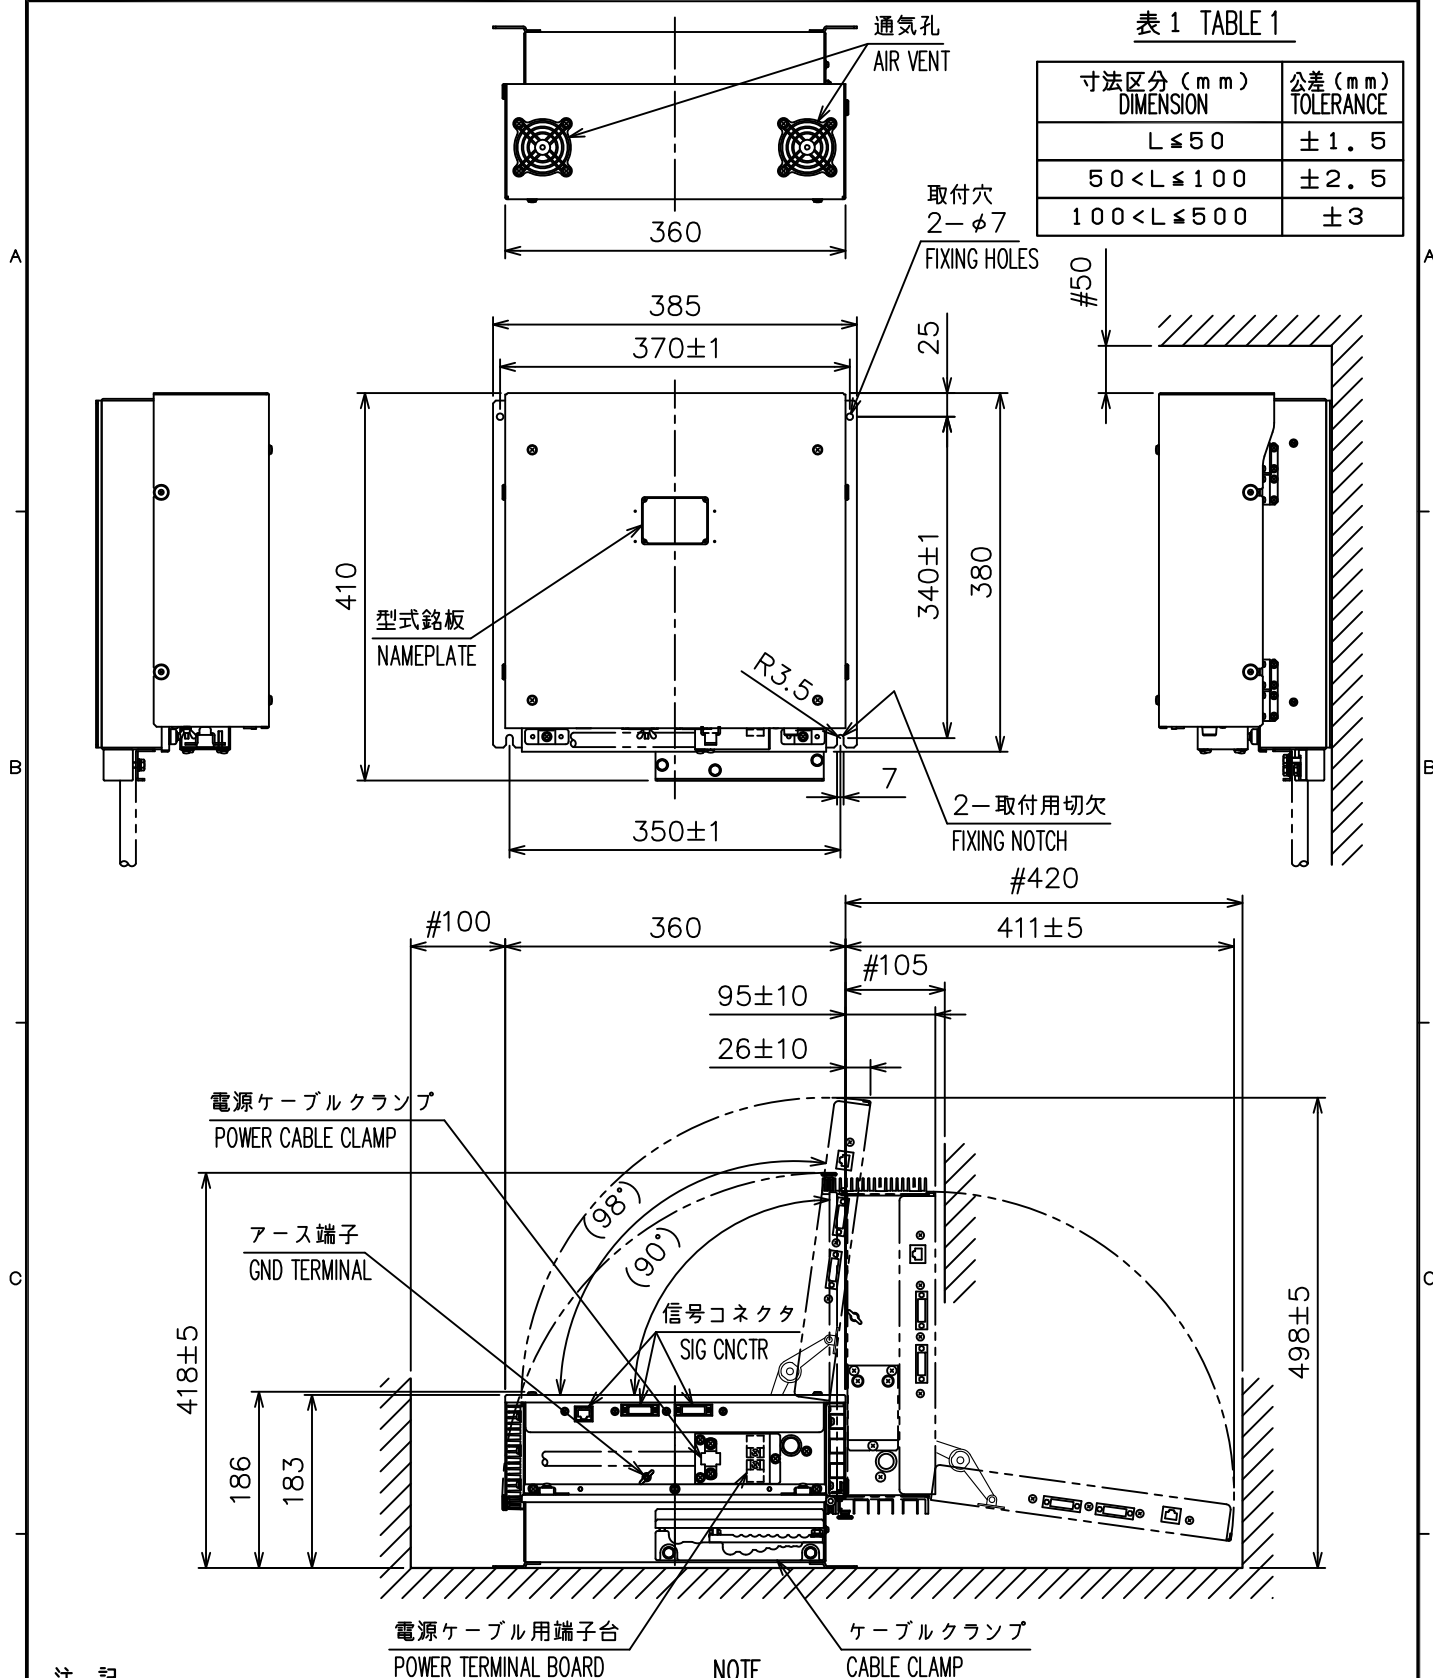 表1 TABLE 1
寸法区分(mm)
DIMENSION
公差(mm)
TOLERANCE
L≦50
±1.5
50<L≦100
±2.5
100<L≦500
±3
通気孔
AIR VENT
360
取付穴
2-φ7
FIXING HOLES
A
A
#50
385
370±1
25
410
340±1
380
型式銘板
NAMEPLATE
R3.5
B
B
7
350±1
2-取付用切欠
FIXING NOTCH
#420
#100
360
411±5
#105
95±10
26±10
電源ケーブルクランプ
POWER CABLE CLAMP
(98°)
(90°)
アース端子
GND TERMINAL
C
C
信号コネクタ
SIG CNCTR
418±5
498±5
186
183
電源ケーブル用端子台
POWER TERMINAL BOARD
ケーブルクランプ
CABLE CLAMP
注 記
NOTE